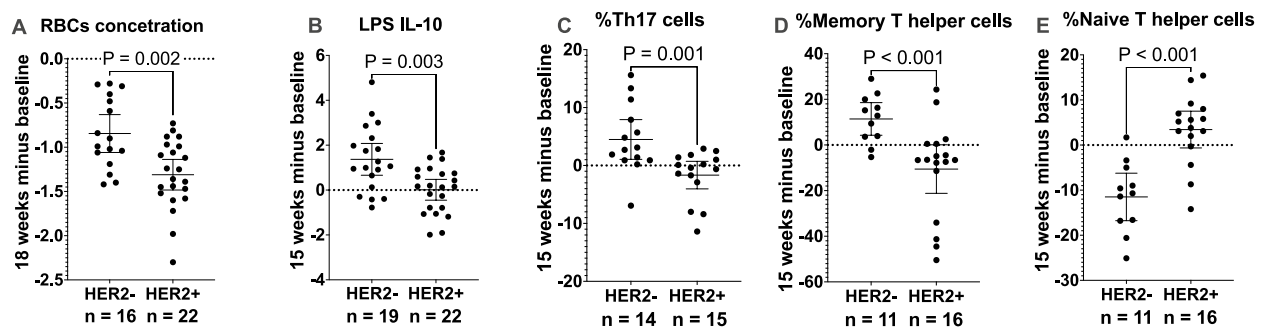 A RBCs concetration
18 weeks minus baseline
0.0
-0.5
-1.0
-1.5
-2.0
-2.5
P = 0.002
HER2- HER2+
n = 16 n = 22
B LPS IL-10
15 weeks minus baseline
6
4
2
0
-2
-4
P = 0.003
HER2- HER2+
n = 19 n = 22
C %Th17 cells
15 weeks minus baseline
20
10
0
-10
-20
P = 0.001
HER2- HER2+
n = 14 n = 15
D %Memory T helper cells
15 weeks minus baseline
40
20
0
-20
-40
-60
P < 0.001
HER2- HER2+
n = 11 n = 16
E %Naive T helper cells
15 weeks minus baseline
20
10
0
-10
-20
-30
P < 0.001
HER2- HER2+
n = 11 n = 16